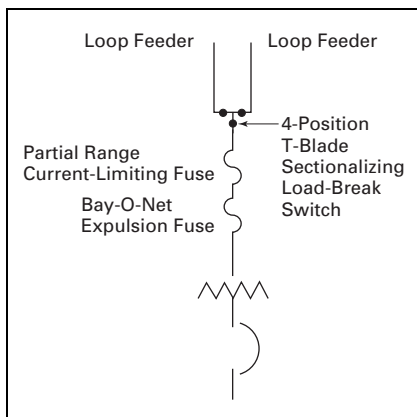 Loop Feeder
Loop Feeder
4-Position
T-Blade
Sectionalizing
Load-Break
Switch
Partial Range
Current-Limiting Fuse
Bay-O-Net
Expulsion Fuse